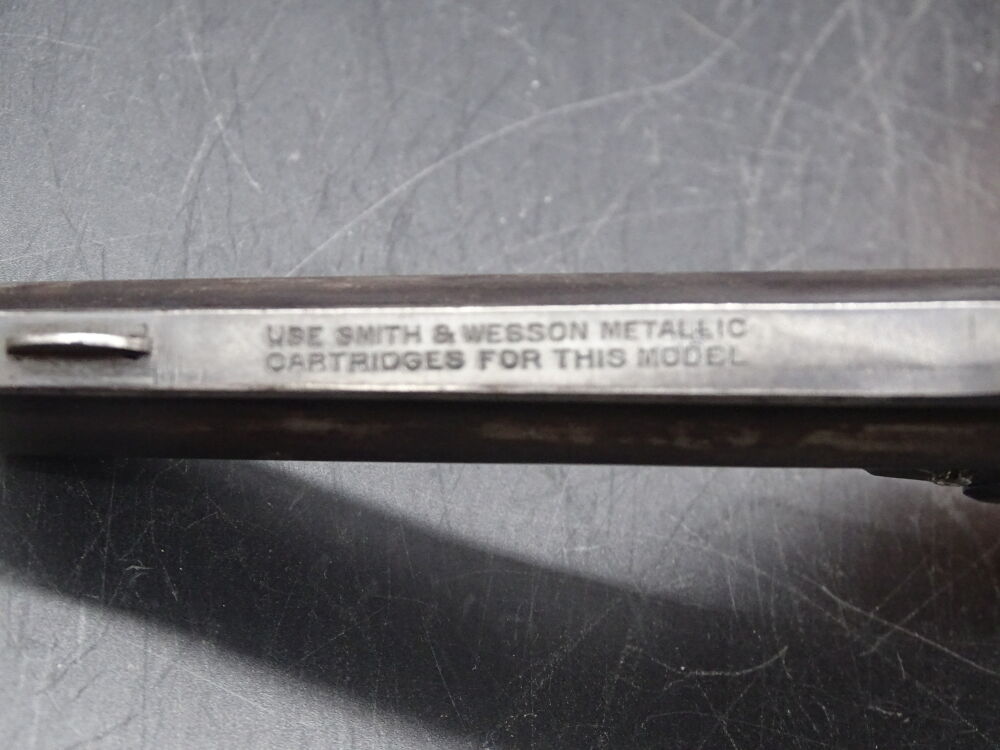 USE SMITH & WESSON METALLIC
CARTRIDGES FOR THIS MODEL